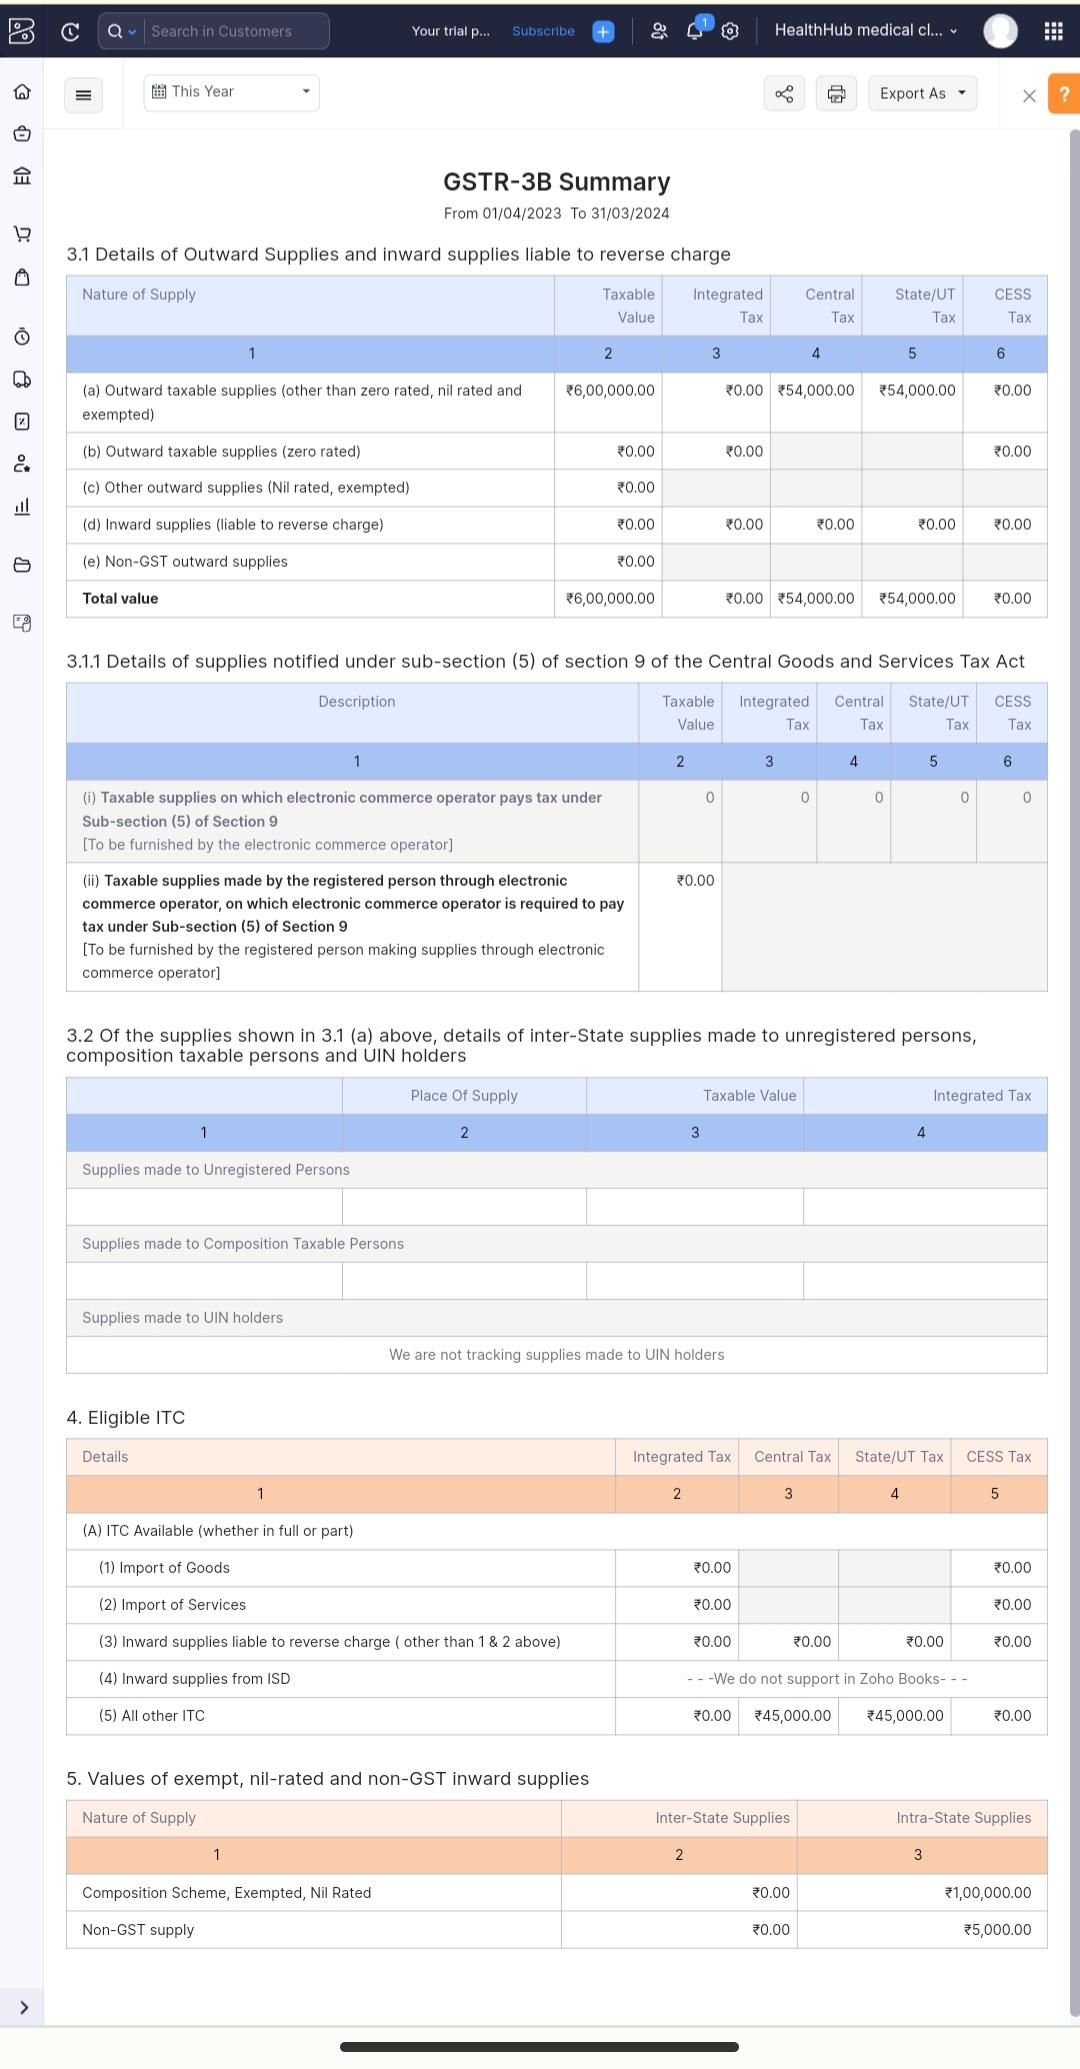 Search in Customers
Your trial p...
Subscribe
1
HealthHub medical cl...
This Year
Export As
?
GSTR-3B Summary
From 01/04/2023 To 31/03/2024
3.1 Details of Outward Supplies and inward supplies liable to reverse charge
Nature of Supply
Taxable Value
Integrated Tax
Central Tax
State/UT Tax
CESS Tax
1 2 3 4 5 6
(a) Outward taxable supplies (other than zero rated, nil rated and ₹6,00,000.00 ₹0.00 ₹54,000.00 ₹54,000.00 ₹0.00
exempted)
(b) Outward taxable supplies (zero rated) ₹0.00 ₹0.00 ₹0.00
(c) Other outward supplies (Nil rated, exempted) ₹0.00
(d) Inward supplies (liable to reverse charge) ₹0.00 ₹0.00 ₹0.00 ₹0.00 ₹0.00
(e) Non-GST outward supplies ₹0.00
Total value ₹6,00,000.00 ₹0.00 ₹54,000.00 ₹54,000.00 ₹0.00
3.1.1 Details of supplies notified under sub-section (5) of section 9 of the Central Goods and Services Tax Act
Description
Taxable Value
Integrated Tax
Central Tax
State/UT Tax
CESS Tax
1 2 3 4 5 6
(i) Taxable supplies on which electronic commerce operator pays tax under 0 0 0 0 0
Sub-section (5) of Section 9
[To be furnished by the electronic commerce operator]
(ii) Taxable supplies made by the registered person through electronic ₹0.00
commerce operator, on which electronic commerce operator is required to pay
tax under Sub-section (5) of Section 9
[To be furnished by the registered person making supplies through electronic
commerce operator]
3.2 Of the supplies shown in 3.1 (a) above, details of inter-State supplies made to unregistered persons,
composition taxable persons and UIN holders
Place Of Supply Taxable Value Integrated Tax
1 2 3 4
Supplies made to Unregistered Persons
Supplies made to Composition Taxable Persons
Supplies made to UIN holders
We are not tracking supplies made to UIN holders
4. Eligible ITC
Details Integrated Tax Central Tax State/UT Tax CESS Tax
1 2 3 4 5
(A) ITC Available (whether in full or part)
(1) Import of Goods ₹0.00 ₹0.00
(2) Import of Services ₹0.00 ₹0.00
(3) Inward supplies liable to reverse charge ( other than 1 & 2 above) ₹0.00 ₹0.00 ₹0.00 ₹0.00
(4) Inward supplies from ISD - - -We do not support in Zoho Books- - -
(5) All other ITC ₹0.00 ₹45,000.00 ₹45,000.00 ₹0.00
5. Values of exempt, nil-rated and non-GST inward supplies
Nature of Supply Inter-State Supplies Intra-State Supplies
1 2 3
Composition Scheme, Exempted, Nil Rated ₹0.00 ₹1,00,000.00
Non-GST supply ₹0.00 ₹5,000.00